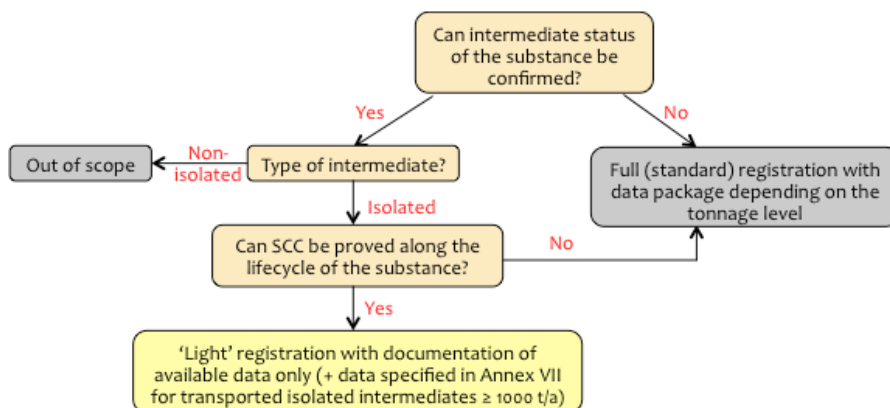 Can intermediate status
of the substance be
confirmed?
Yes
No
Out of scope
Non-
isolated
Type of intermediate?
Full (standard) registration with
data package depending on the
tonnage level
Isolated
Can SCC be proved along the
lifecycle of the substance?
No
Yes
‘Light’ registration with documentation of
available data only (+ data specified in Annex VII
for transported isolated intermediates ≥ 1000 t/a)